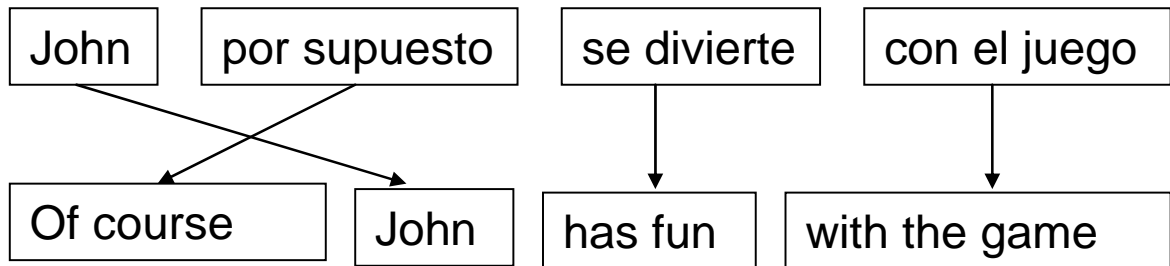 John por supuesto se divierte con el juego
Of course John has fun with the game